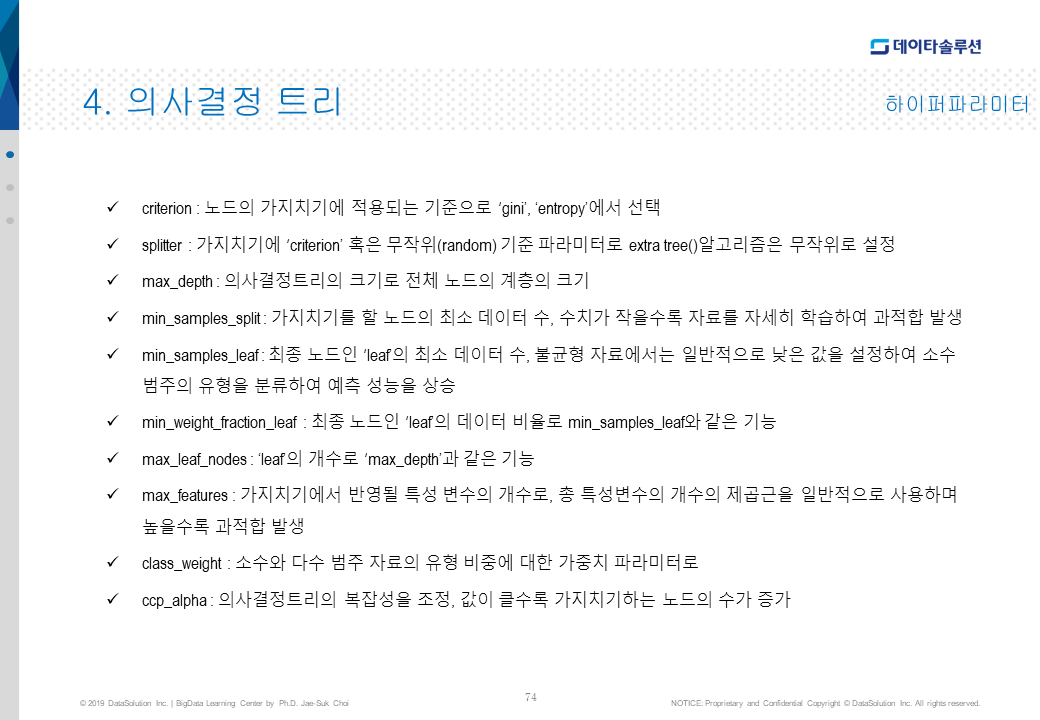 데이타솔루션
4. 의사결정 트리
하이퍼파라미터
✓ criterion : 노드의 가지치기에 적용되는 기준으로 ‘gini’, ‘entropy’에서 선택
✓ splitter : 가지치기에 ‘criterion’ 혹은 무작위(random) 기준 파라미터로 extra tree()알고리즘은 무작위로 설정
✓ max_depth : 의사결정트리의 크기로 전체 노드의 계층의 크기
✓ min_samples_split : 가지치기를 할 노드의 최소 데이터 수, 수치가 작을수록 자료를 자세히 학습하여 과적합 발생
✓ min_samples_leaf : 최종 노드인 ‘leaf’의 최소 데이터 수, 불균형 자료에서는 일반적으로 낮은 값을 설정하여 소수
범주의 유형을 분류하여 예측 성능을 상승
✓ min_weight_fraction_leaf : 최종 노드인 ‘leaf’의 데이터 비율로 min_samples_leaf와 같은 기능
✓ max_leaf_nodes : ‘leaf’의 개수로 ‘max_depth’과 같은 기능
✓ max_features : 가지치기에서 반영될 특성 변수의 개수로, 총 특성변수의 개수의 제곱근을 일반적으로 사용하며
높을수록 과적합 발생
✓ class_weight : 소수와 다수 범주 자료의 유형 비중에 대한 가중치 파라미터로
✓ ccp_alpha : 의사결정트리의 복잡성을 조정, 값이 클수록 가지치기하는 노드의 수가 증가
© 2019 DataSolution Inc. | BigData Learning Center by Ph.D. Jae-Suk Choi
74
NOTICE: Proprietary and Confidential Copyright © DataSolution Inc. All rights reserved.